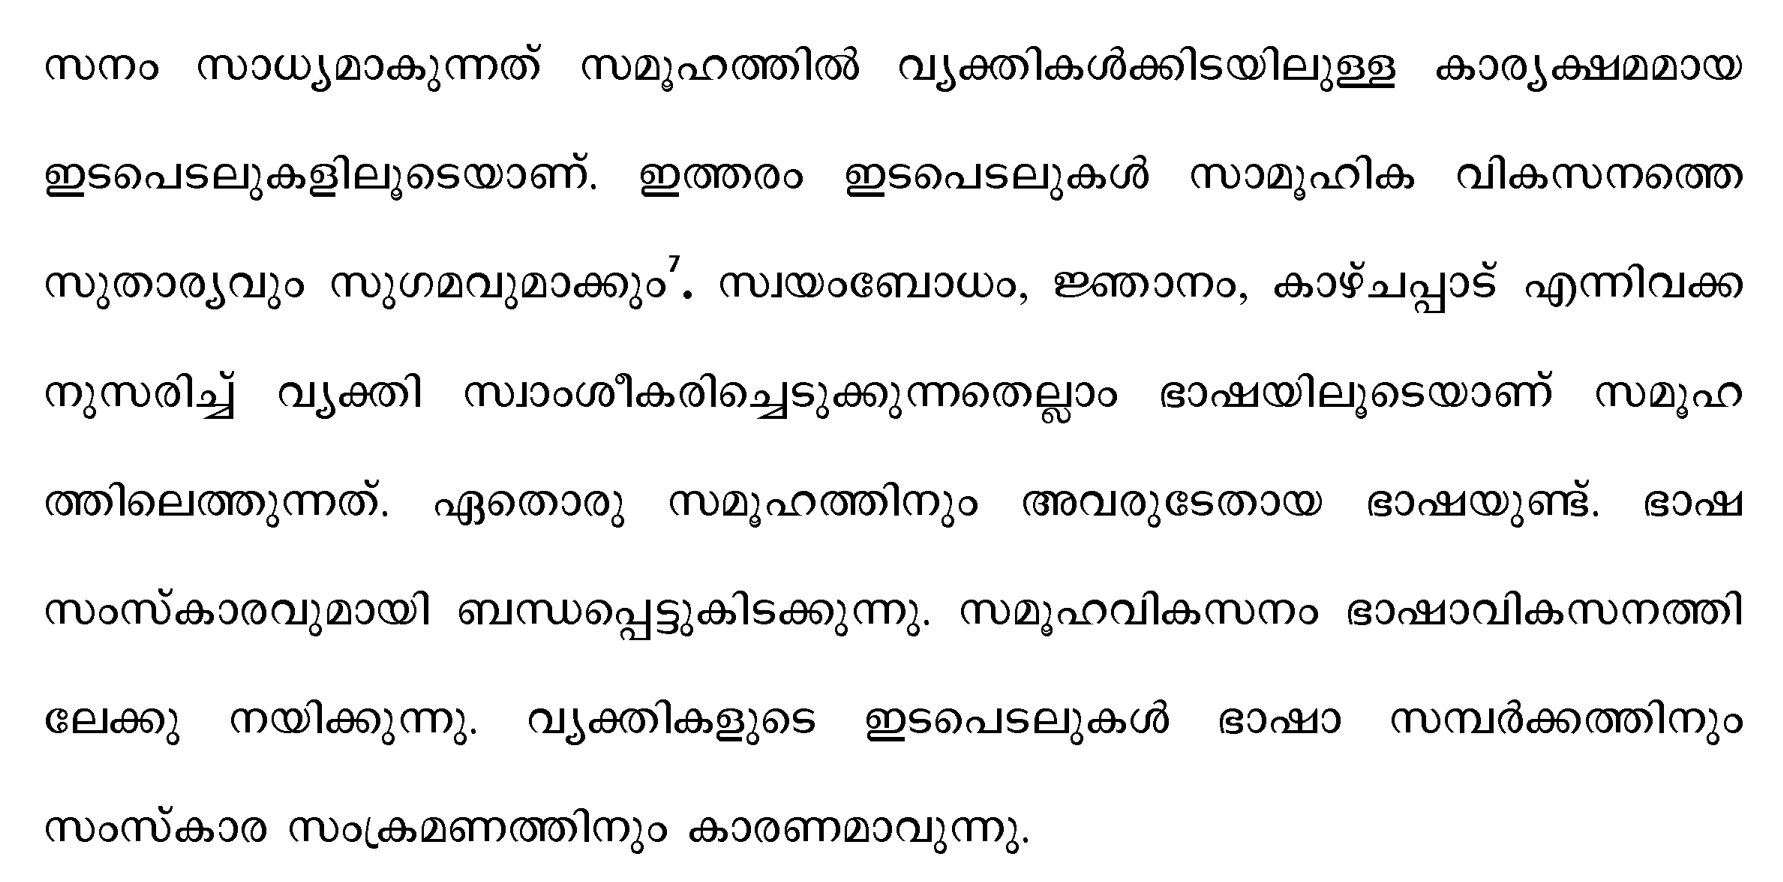 സനം സാധ്യമാകുന്നത് സമൂഹത്തിൽ വ്യക്തികൾക്കിടയിലുള്ള കാര്യക്ഷമമായ
ഇടപെടലുകളിലൂടെയാണ്. ഇത്തരം ഇടപെടലുകൾ സാമൂഹിക വികസനത്തെ
സുതാര്യവും സുഗമവുമാക്കും⁷. സ്വയംബോധം, ജ്ഞാനം, കാഴ്ചപ്പാട് എന്നിവക്ക
നുസരിച്ച് വ്യക്തി സ്വാംശീകരിച്ചെടുക്കുന്നതെല്ലാം ഭാഷയിലൂടെയാണ് സമൂഹ
ത്തിലെത്തുന്നത്. ഏതൊരു സമൂഹത്തിനും അവരുടേതായ ഭാഷയുണ്ട്. ഭാഷ
സംസ്കാരവുമായി ബന്ധപ്പെട്ടുകിടക്കുന്നു. സമൂഹവികസനം ഭാഷാവികസനത്തി
ലേക്കു നയിക്കുന്നു. വ്യക്തികളുടെ ഇടപെടലുകൾ ഭാഷാ സമ്പർക്കത്തിനും
സംസ്കാര സംക്രമണത്തിനും കാരണമാവുന്നു.